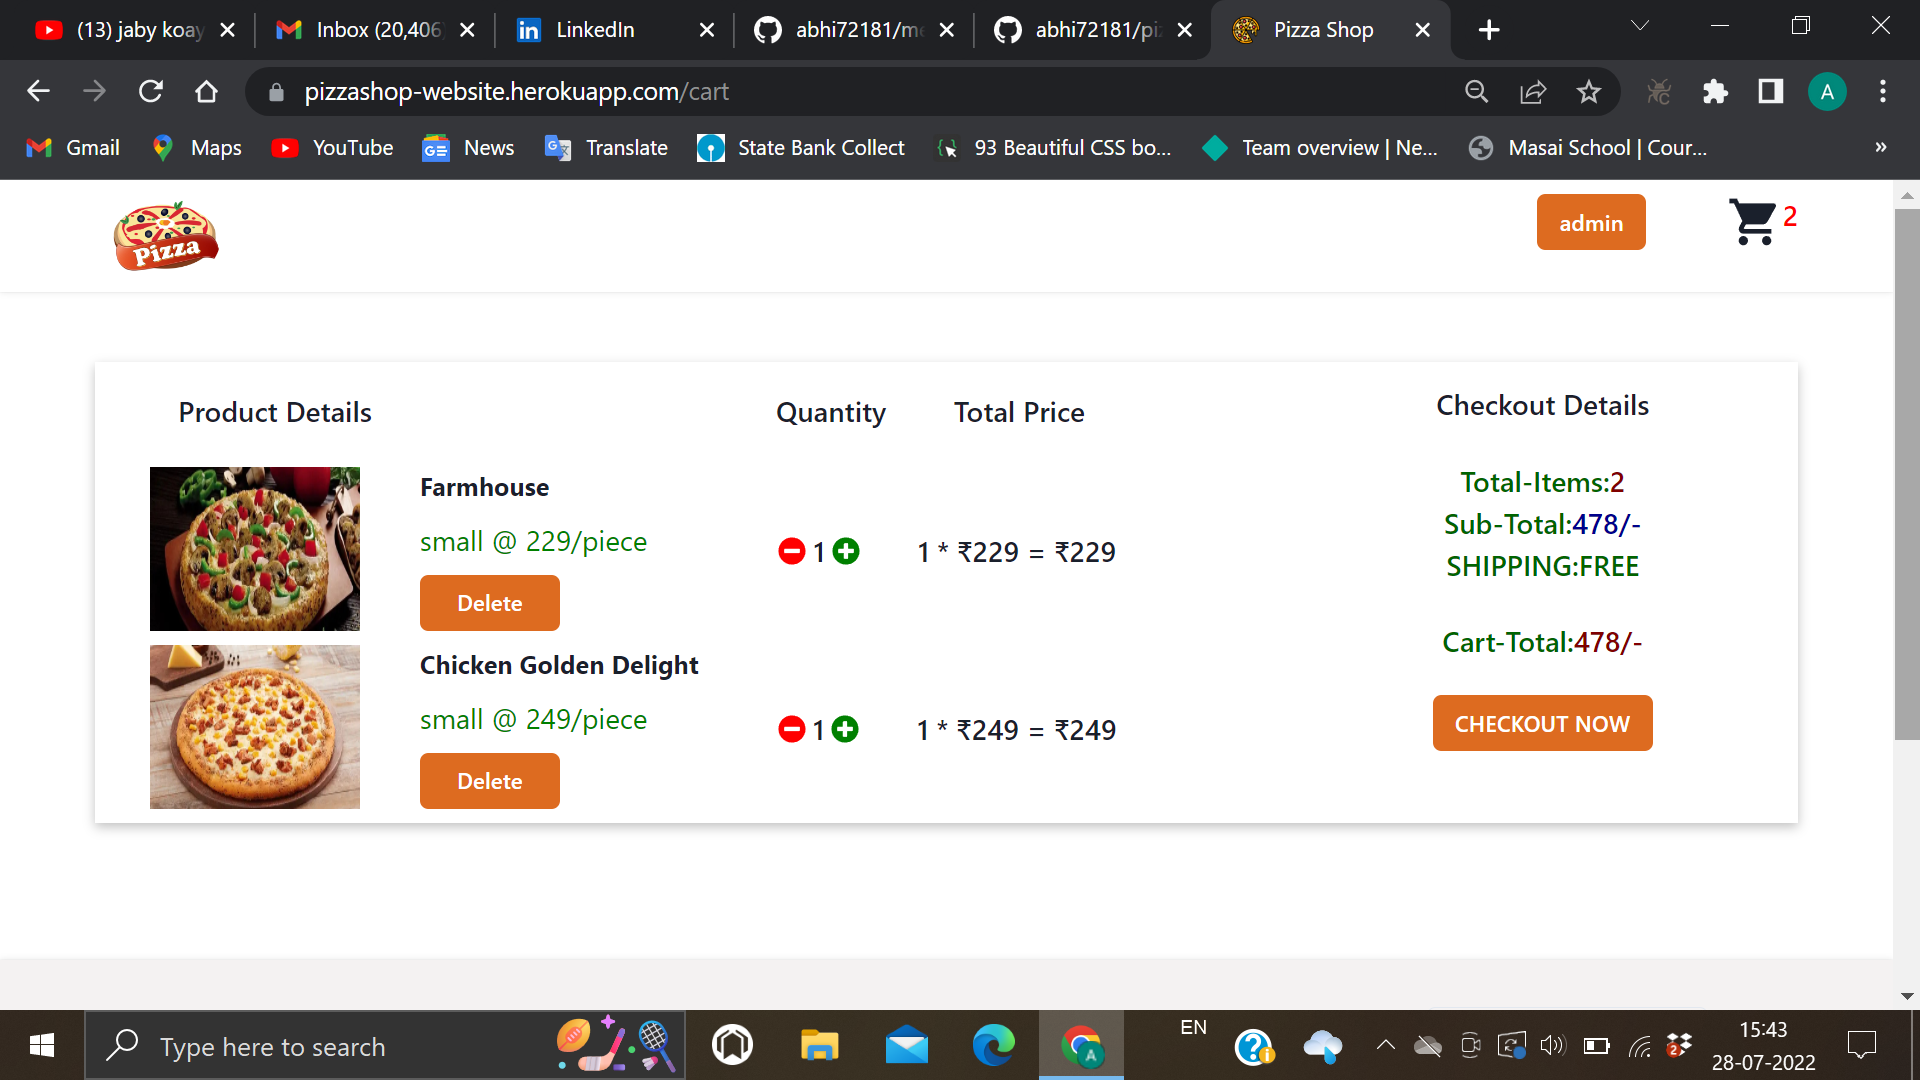 (13) jaby koay
Inbox (20,406
LinkedIn
abhi72181/me
abhi72181/piz
Pizza Shop
pizzashop-website.herokuapp.com/cart
A
Gmail
Maps
YouTube
News
Translate
State Bank Collect
93 Beautiful CSS bo...
Team overview | Ne...
Masai School | Cour...
»
Pizza
admin
2
Product Details
Quantity
Total Price
Checkout Details
Farmhouse
small @ 229/piece
1
1 * ₹229 = ₹229
Delete
Chicken Golden Delight
small @ 249/piece
1
1 * ₹249 = ₹249
Delete
Total-Items:2
Sub-Total:478/-
SHIPPING:FREE
Cart-Total:478/-
CHECKOUT NOW
Type here to search
EN
15:43
28-07-2022